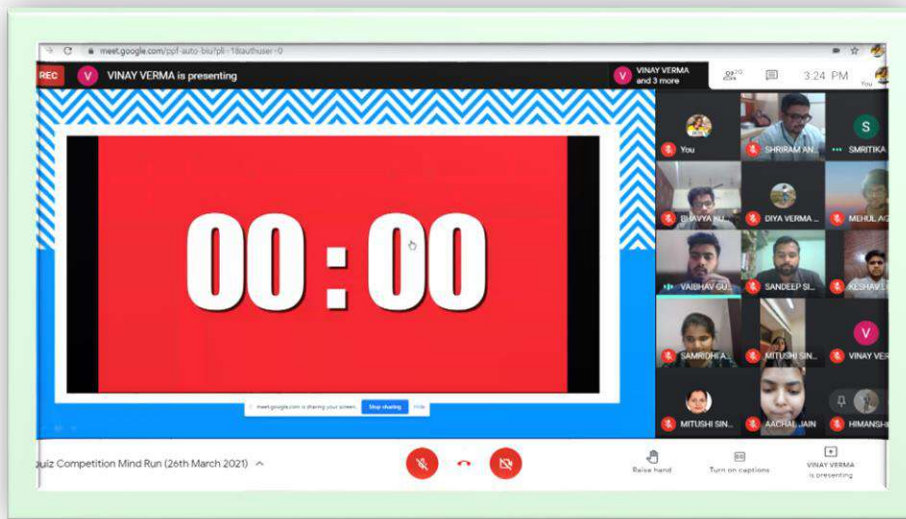 meet.google.com/ppf-auto-biu?pli=1&authuser=0
REC
V
VINAY VERMA is presenting
V
VINAY VERMA
and 3 more
3:24 PM
You
00:00
You
SHRIRAM AN...
S
SMRITIKA
BHAVYA KU...
DIYA VERMA ...
MEHUL AG
VAIBHAV GU...
SANDEEP SI...
KESHAV
SAMRIDHI A...
MITUSHI SIN...
V
VINAY VER
MITUSHI SIN...
AACHAL JAIN
HIMANSHI
meet.google.com is sharing your screen.
Stop sharing
Hide
quiz Competition Mind Run (26th March 2021)
Raise hand
Turn on captions
VINAY VERMA
is presenting